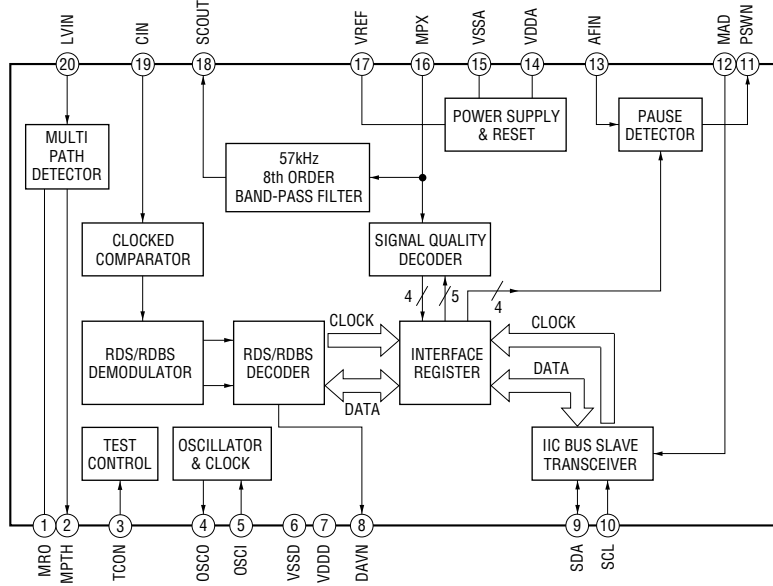 LVIN
CIN
SCOUT
VREF
MPX
VSSA
VDDA
AFIN
MAD
PSWN
20
19
18
17
16
15
14
13
12
11
MULTI
PATH
DETECTOR
57kHz
8th ORDER
BAND-PASS FILTER
POWER SUPPLY
& RESET
PAUSE
DETECTOR
CLOCKED
COMPARATOR
SIGNAL QUALITY
DECODER
4
5
4
RDS/RDBS
DEMODULATOR
RDS/RDBS
DECODER
CLOCK
DATA
INTERFACE
REGISTER
CLOCK
DATA
TEST
CONTROL
OSCILLATOR
& CLOCK
IIC BUS SLAVE
TRANSCEIVER
1
2
3
4
5
6
7
8
9
10
MRO
MPTH
TCON
OSCO
OSCI
VSSD
VDDD
DAVN
SDA
SCL